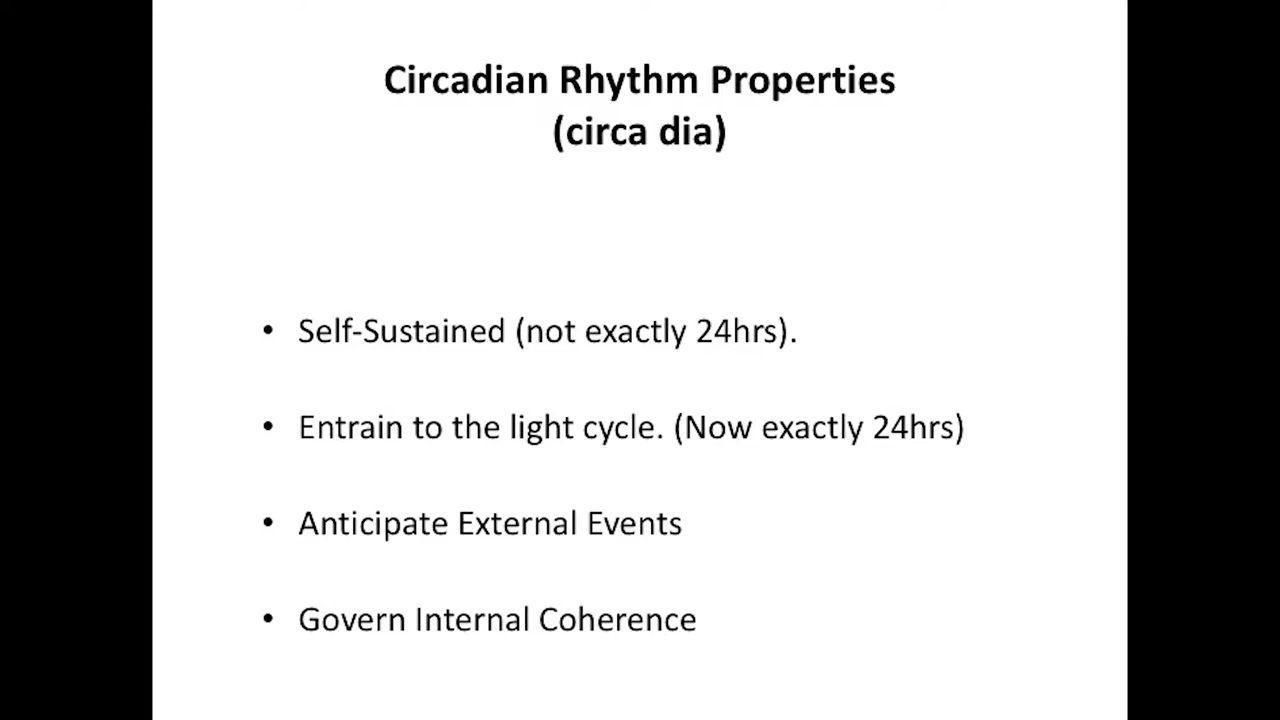 Circadian Rhythm Properties
(circa dia)
• Self-Sustained (not exactly 24hrs).
• Entrain to the light cycle. (Now exactly 24hrs)
• Anticipate External Events
• Govern Internal Coherence